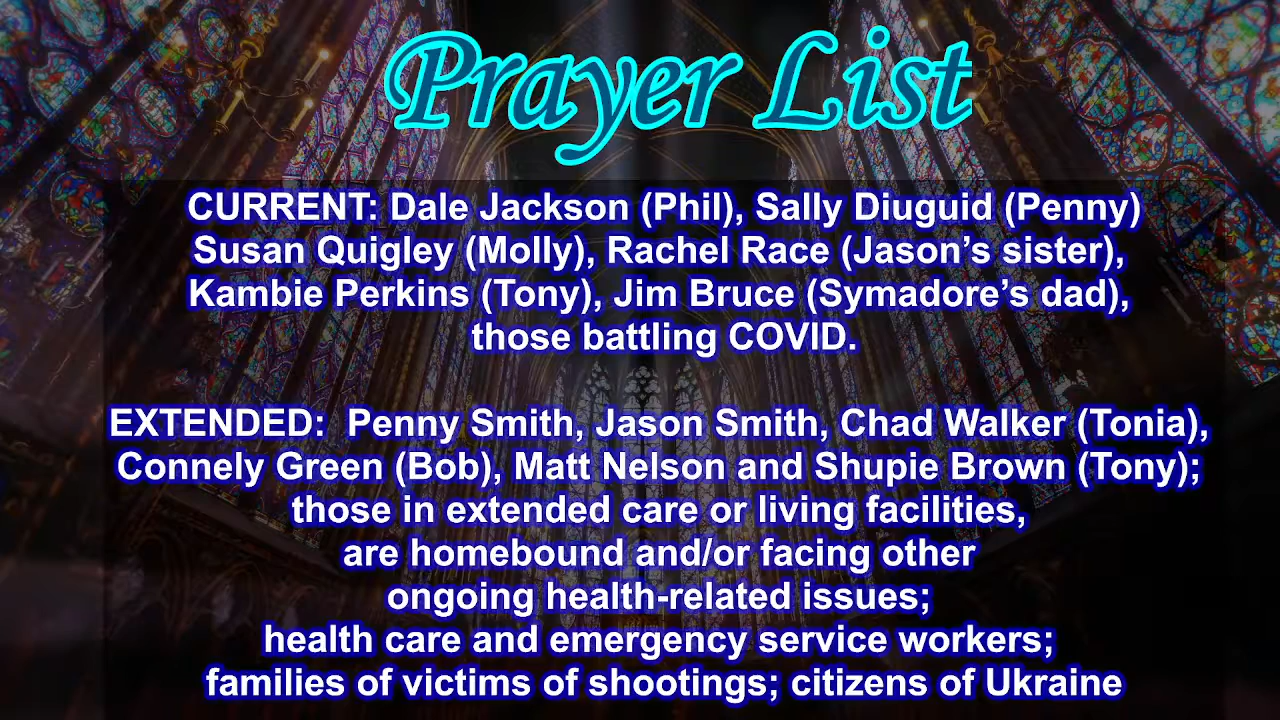 Prayer List
CURRENT: Dale Jackson (Phil), Sally Diuguid (Penny)
Susan Quigley (Molly), Rachel Race (Jason’s sister),
Kambie Perkins (Tony), Jim Bruce (Symadore’s dad),
those battling COVID.
EXTENDED:  Penny Smith, Jason Smith, Chad Walker (Tonia),
Connely Green (Bob), Matt Nelson and Shupie Brown (Tony);
those in extended care or living facilities,
are homebound and/or facing other
ongoing health-related issues;
health care and emergency service workers;
families of victims of shootings; citizens of Ukraine